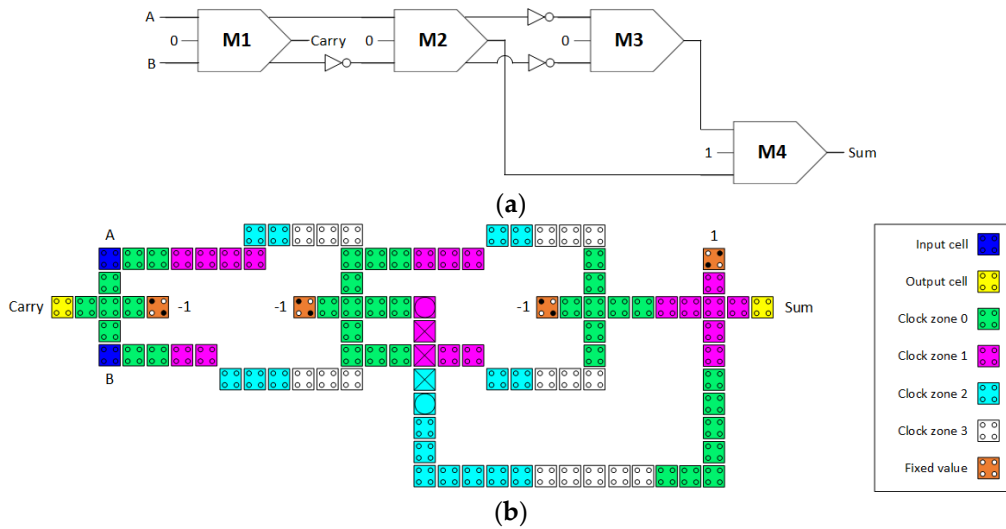 A
0
B
M1
Carry
0
M2
0
M3
1
M4
Sum
(a)
A
1
Carry
-1
-1
-1
Sum
B
Input cell
Output cell
Clock zone 0
Clock zone 1
Clock zone 2
Clock zone 3
Fixed value
(b)